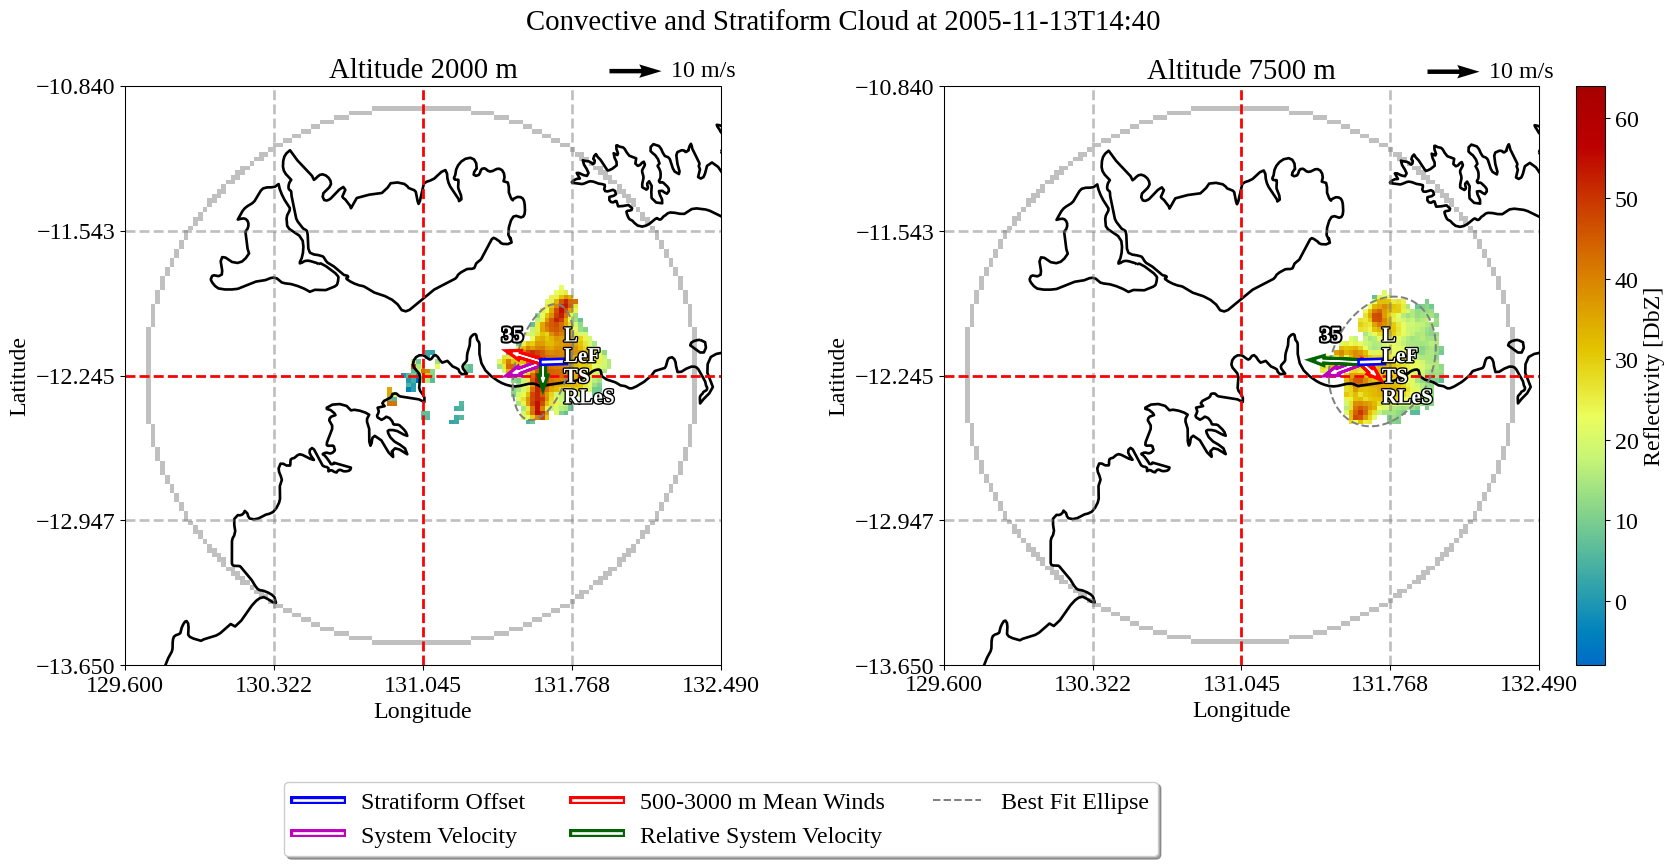 Convective and Stratiform Cloud at 2005-11-13T14:40
Altitude 2000 m
10 m/s
Altitude 7500 m
10 m/s
−10.840
−11.543
−12.245
−12.947
−13.650
Latitude
129.600
130.322
131.045
131.768
132.490
Longitude
35
L
LeF
TS
RLeS
−10.840
−11.543
−12.245
−12.947
−13.650
Latitude
129.600
130.322
131.045
131.768
132.490
Longitude
35
L
LeF
TS
RLeS
60
50
40
30
20
10
0
Reflectivity [DbZ]
Stratiform Offset
500-3000 m Mean Winds
Best Fit Ellipse
System Velocity
Relative System Velocity